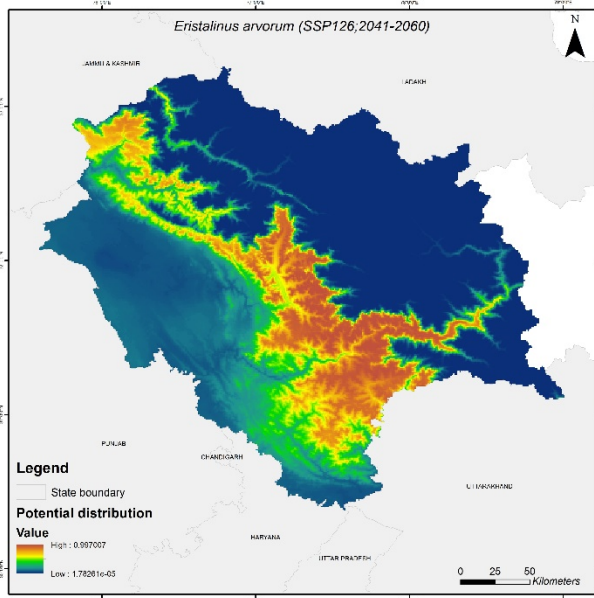 Eristalinus arvorum (SSP126;2041-2060)
N
JAMMU & KASHMIR
LADAKH
PUNJAB
CHANDIGARH
UTTARAKHAND
HARYANA
UTTAR PRADESH
Legend
State boundary
Potential distribution
Value
High : 0.997007
Low : 1.78261e-05
0 25 50
Kilometers